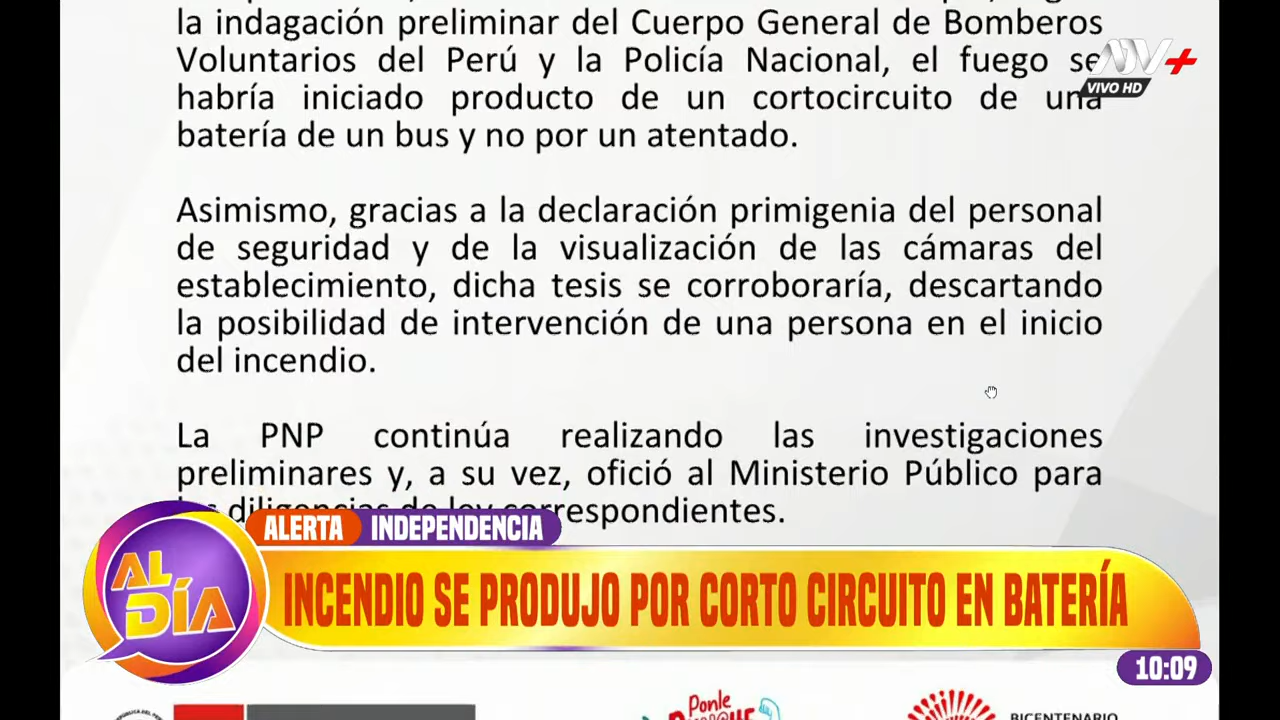 la indagación preliminar del Cuerpo General de Bomberos
Voluntarios del Perú y la Policía Nacional, el fuego se
habría iniciado producto de un cortocircuito de una
batería de un bus y no por un atentado.
ATV+
VIVO HD
Asimismo, gracias a la declaración primigenia del personal
de seguridad y de la visualización de las cámaras del
establecimiento, dicha tesis se corroboraría, descartando
la posibilidad de intervención de una persona en el inicio
del incendio.
La PNP continúa realizando las investigaciones
preliminares y, a su vez, ofició al Ministerio Público para
las diligencias de ley correspondientes.
ALERTA INDEPENDENCIA
AL DÍA
INCENDIO SE PRODUJO POR CORTO CIRCUITO EN BATERÍA
10:09
Ponle
BICENTENARIO